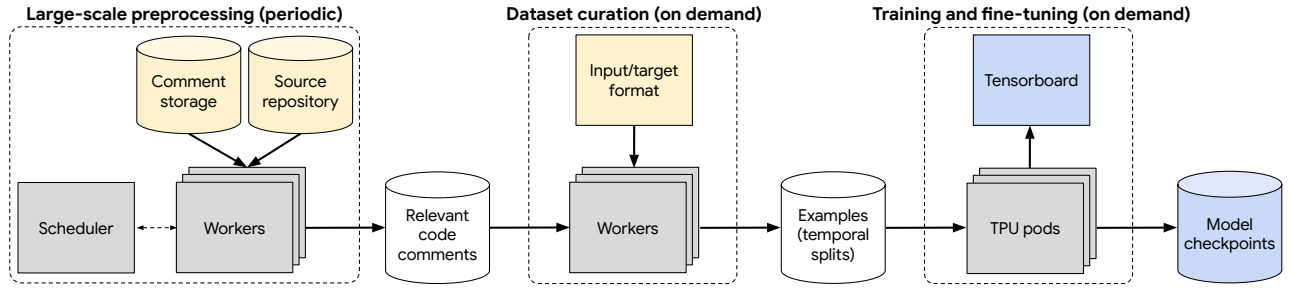 Large-scale preprocessing (periodic)
Comment
storage
Source
repository
Scheduler
Workers
Relevant
code
comments
Dataset curation (on demand)
Input/target
format
Workers
Examples
(temporal
splits)
Training and fine-tuning (on demand)
Tensorboard
TPU pods
Model
checkpoints